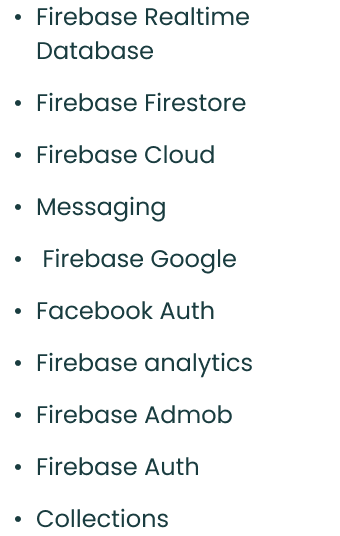 • Firebase Realtime
Database
• Firebase Firestore
• Firebase Cloud
• Messaging
• Firebase Google
• Facebook Auth
• Firebase analytics
• Firebase Admob
• Firebase Auth
• Collections